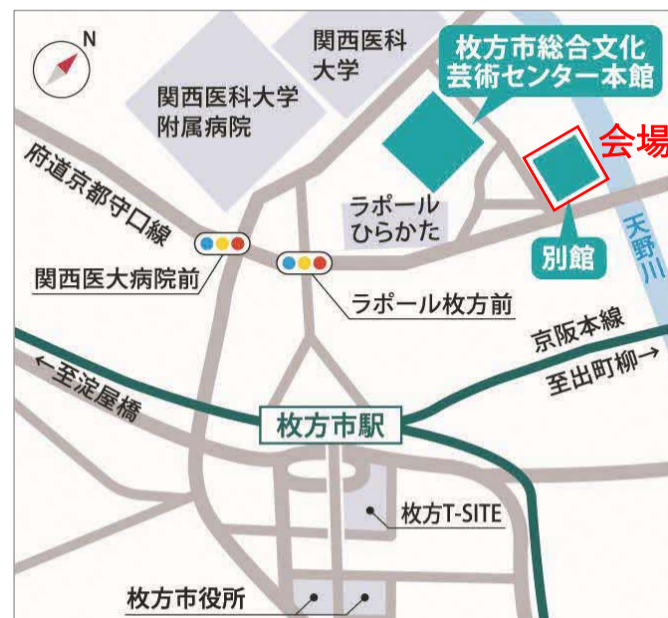 N
関西医科
大学
枚方市総合文化
芸術センター本館
関西医科大学
附属病院
会場
府道京都守口線
ラポール
ひらかた
天野川
別館
関西医大病院前
ラポール枚方前
京阪本線
←至淀屋橋
至出町柳→
枚方市駅
枚方T-SITE
枚方市役所